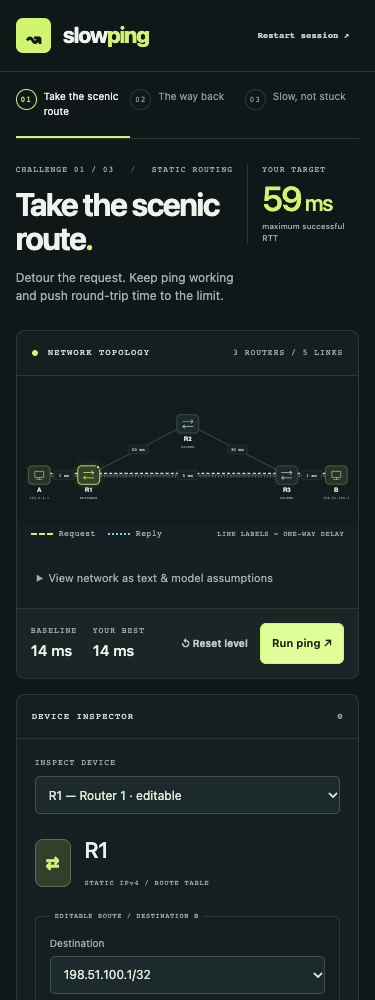 slowping
Restart session ↗
01 Take the scenic route
02 The way back
03 Slow, not stuck
CHALLENGE 01 / 03 / STATIC ROUTING
Take the scenic
route.
Detour the request. Keep ping working
and push round-trip time to the limit.
YOUR TARGET
59 ms
maximum successful
RTT
NETWORK TOPOLOGY
3 ROUTERS / 5 LINKS
R2
20 ms
1 ms
5 ms
1 ms
A
R1
R3
B
Request
Reply
LINK LABELS = ONE-WAY DELAY
▶ View network as text & model assumptions
BASELINE
14 ms
YOUR BEST
14 ms
↺ Reset level
Run ping ↗
DEVICE INSPECTOR
INSPECT DEVICE
R1 — Router 1 · editable
R1
STATIC IPv4 / ROUTE TABLE
EDITABLE ROUTE / DESTINATION B
Destination
198.51.100.1/32